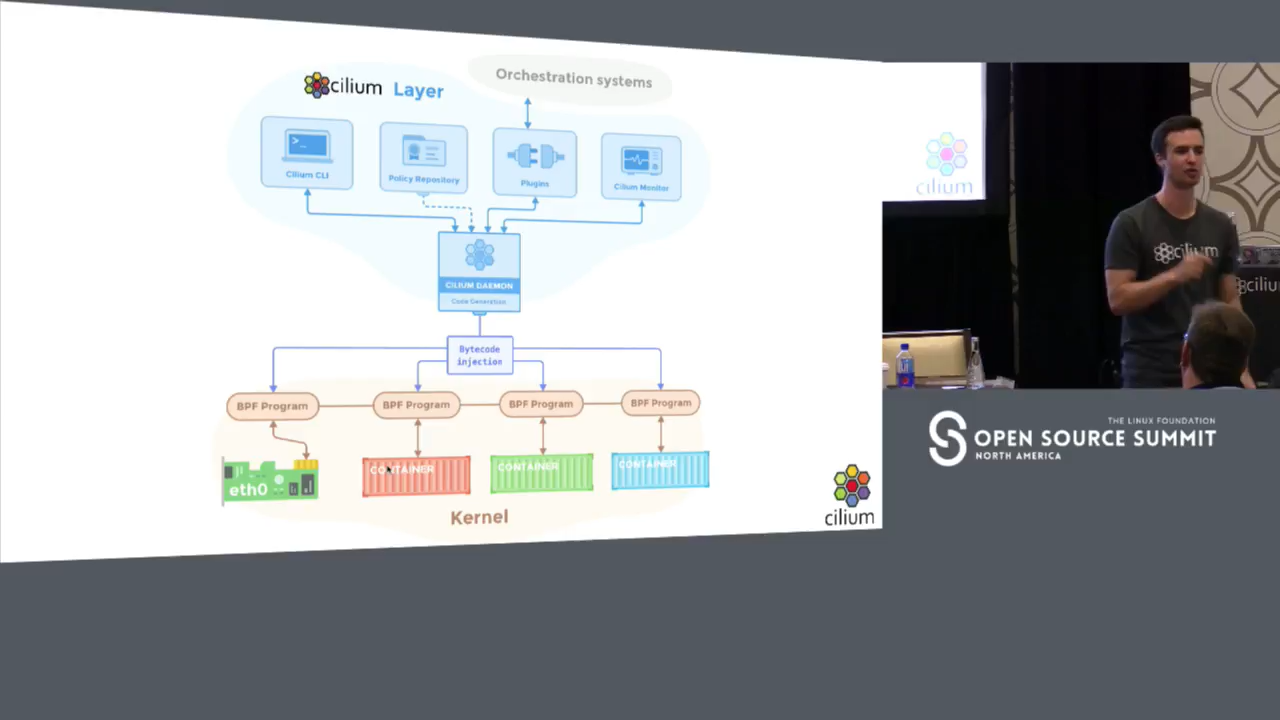 Orchestration systems
cilium Layer
>_
Cilium CLI
Policy Repository
Plugins
Cilium Monitor
CILIUM DAEMON
Code Generation
Bytecode
injection
BPF Program
BPF Program
BPF Program
BPF Program
eth0
CONTAINER
CONTAINER
CONTAINER
Kernel
cilium
cilium
cilium
cilium
THE LINUX FOUNDATION
OPEN SOURCE SUMMIT
NORTH AMERICA